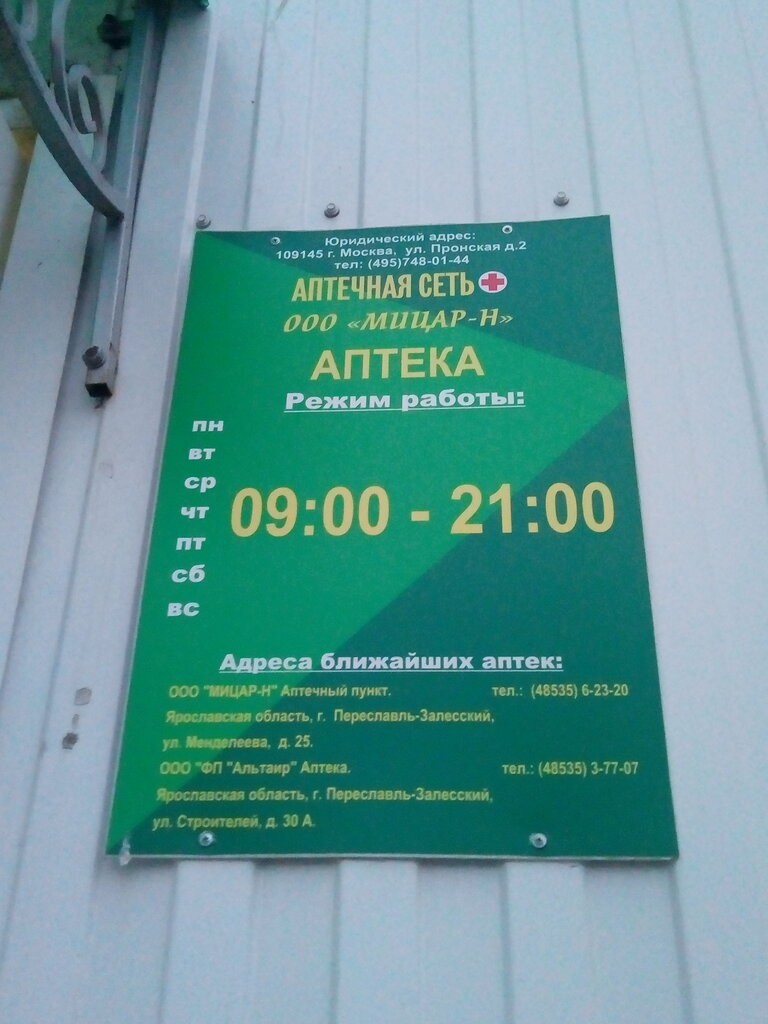 Юридический адрес:
109145 г. Москва, ул. Пронская д.2
тел: (495)748-01-44
АПТЕЧНАЯ СЕТЬ
ООО «МИЦАР-Н»
АПТЕКА
Режим работы:
пн
вт
ср
чт
09:00 - 21:00
пт
сб
вс
Адреса ближайших аптек:
ООО "МИЦАР-Н" Аптечный пункт. тел.: (48535) 6-23-20
Ярославская область, г. Переславль-Залесский,
ул. Менделеева, д. 25.
ООО "ФП "Альтаир" Аптека. тел.: (48535) 3-77-07
Ярославская область, г. Переславль-Залесский,
ул. Строителей, д. 30 А.